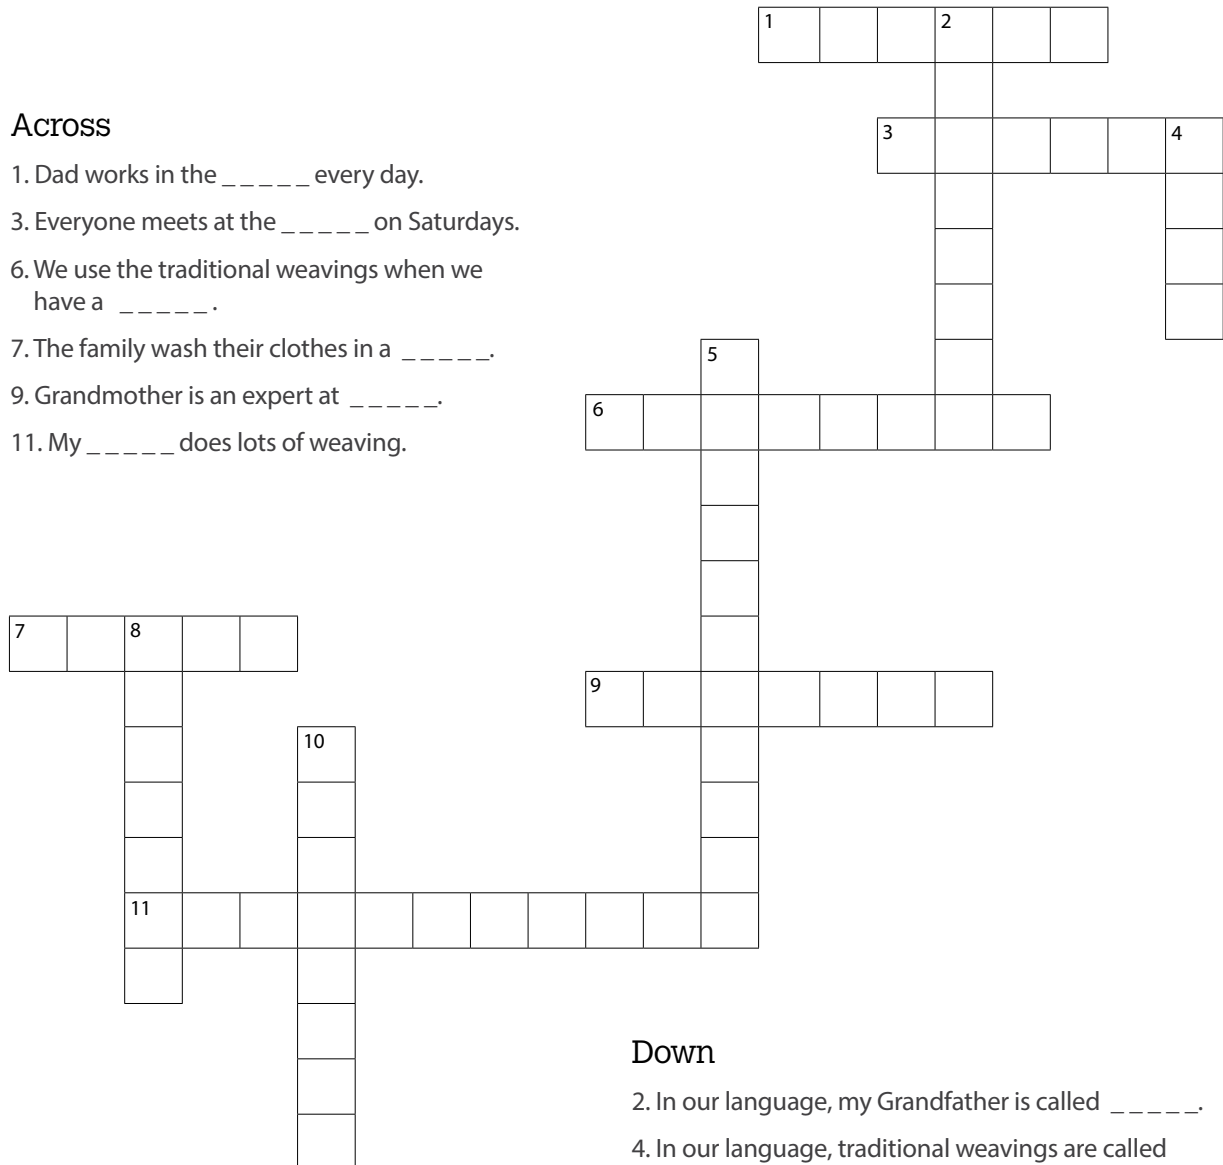 1
2
3
4
Across
1. Dad works in the _ _ _ _ _ every day.
3. Everyone meets at the _ _ _ _ _ on Saturdays.
6. We use the traditional weavings when we
have a _ _ _ _ _ .
7. The family wash their clothes in a _ _ _ _ _.
9. Grandmother is an expert at _ _ _ _ _.
11. My _ _ _ _ _ does lots of weaving.
5
6
7
8
9
10
11
Down
2. In our language, my Grandfather is called _ _ _ _ _.
4. In our language, traditional weavings are called